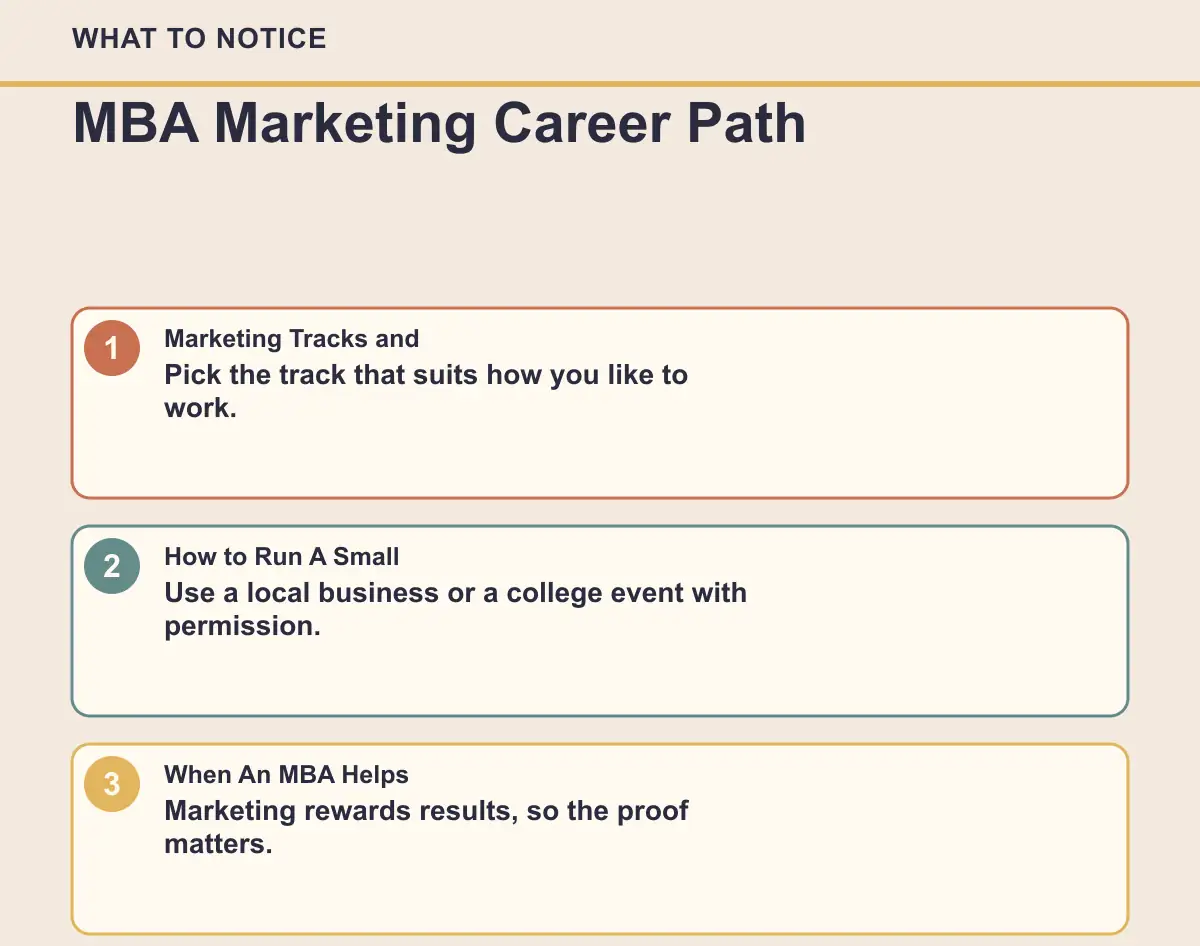 WHAT TO NOTICE
MBA Marketing Career Path
1
Marketing Tracks and
Pick the track that suits how you like to
work.
2
How to Run A Small
Use a local business or a college event with
permission.
3
When An MBA Helps
Marketing rewards results, so the proof
matters.